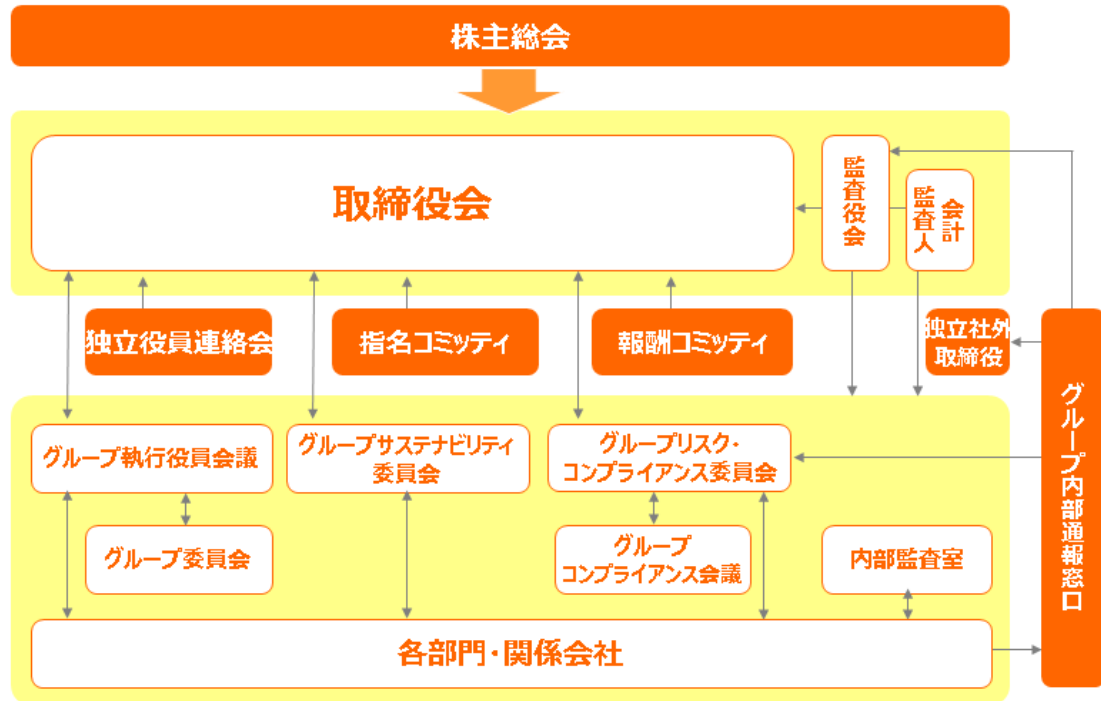 株主総会
取締役会
監査役会
会計
監査人
独立役員連絡会
指名コミッティ
報酬コミッティ
独立社外
取締役
グループ内部通報窓口
グループ執行役員会議
グループサステナビリティ
委員会
グループリスク・
コンプライアンス委員会
グループ委員会
グループ
コンプライアンス会議
内部監査室
各部門・関係会社